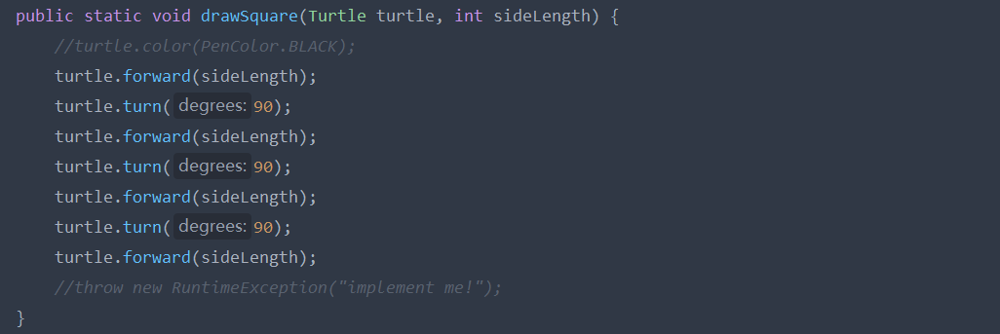 public static void drawSquare(Turtle turtle, int sideLength) {
    //turtle.color(PenColor.BLACK);
    turtle.forward(sideLength);
    turtle.turn( degrees: 90);
    turtle.forward(sideLength);
    turtle.turn( degrees: 90);
    turtle.forward(sideLength);
    turtle.turn( degrees: 90);
    turtle.forward(sideLength);
    //throw new RuntimeException("implement me!");
}